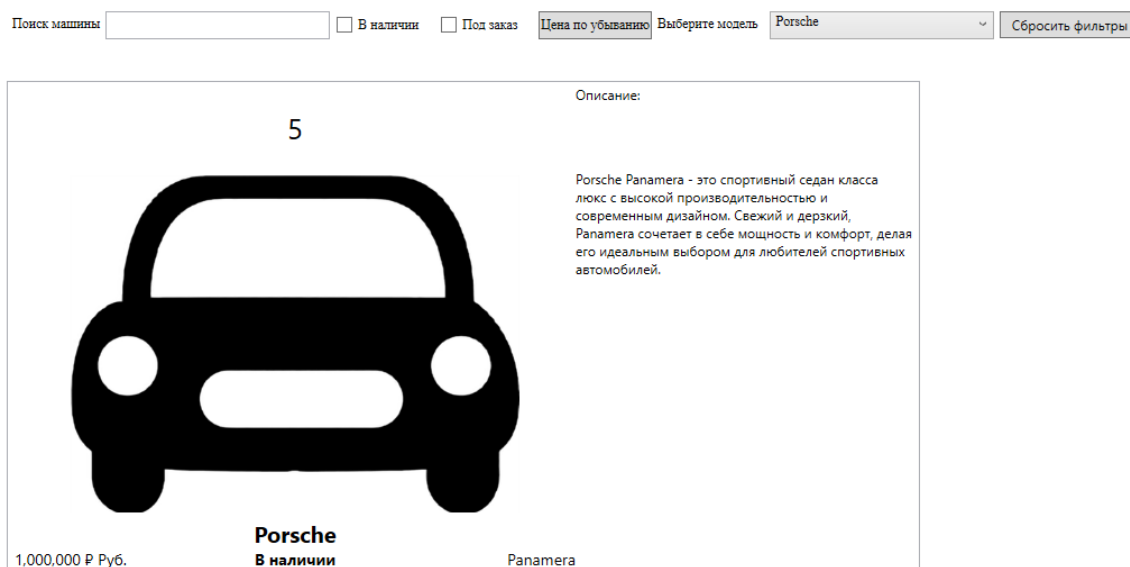 Поиск машины В наличии Под заказ Цена по убыванию Выберите модель Porsche Сбросить фильтры
Описание:
5
Porsche Panamera - это спортивный седан класса
люкс с высокой производительностью и
современным дизайном. Свежий и дерзкий,
Panamera сочетает в себе мощность и комфорт, делая
его идеальным выбором для любителей спортивных
автомобилей.
Porsche
1,000,000 ₽ Руб. В наличии Panamera